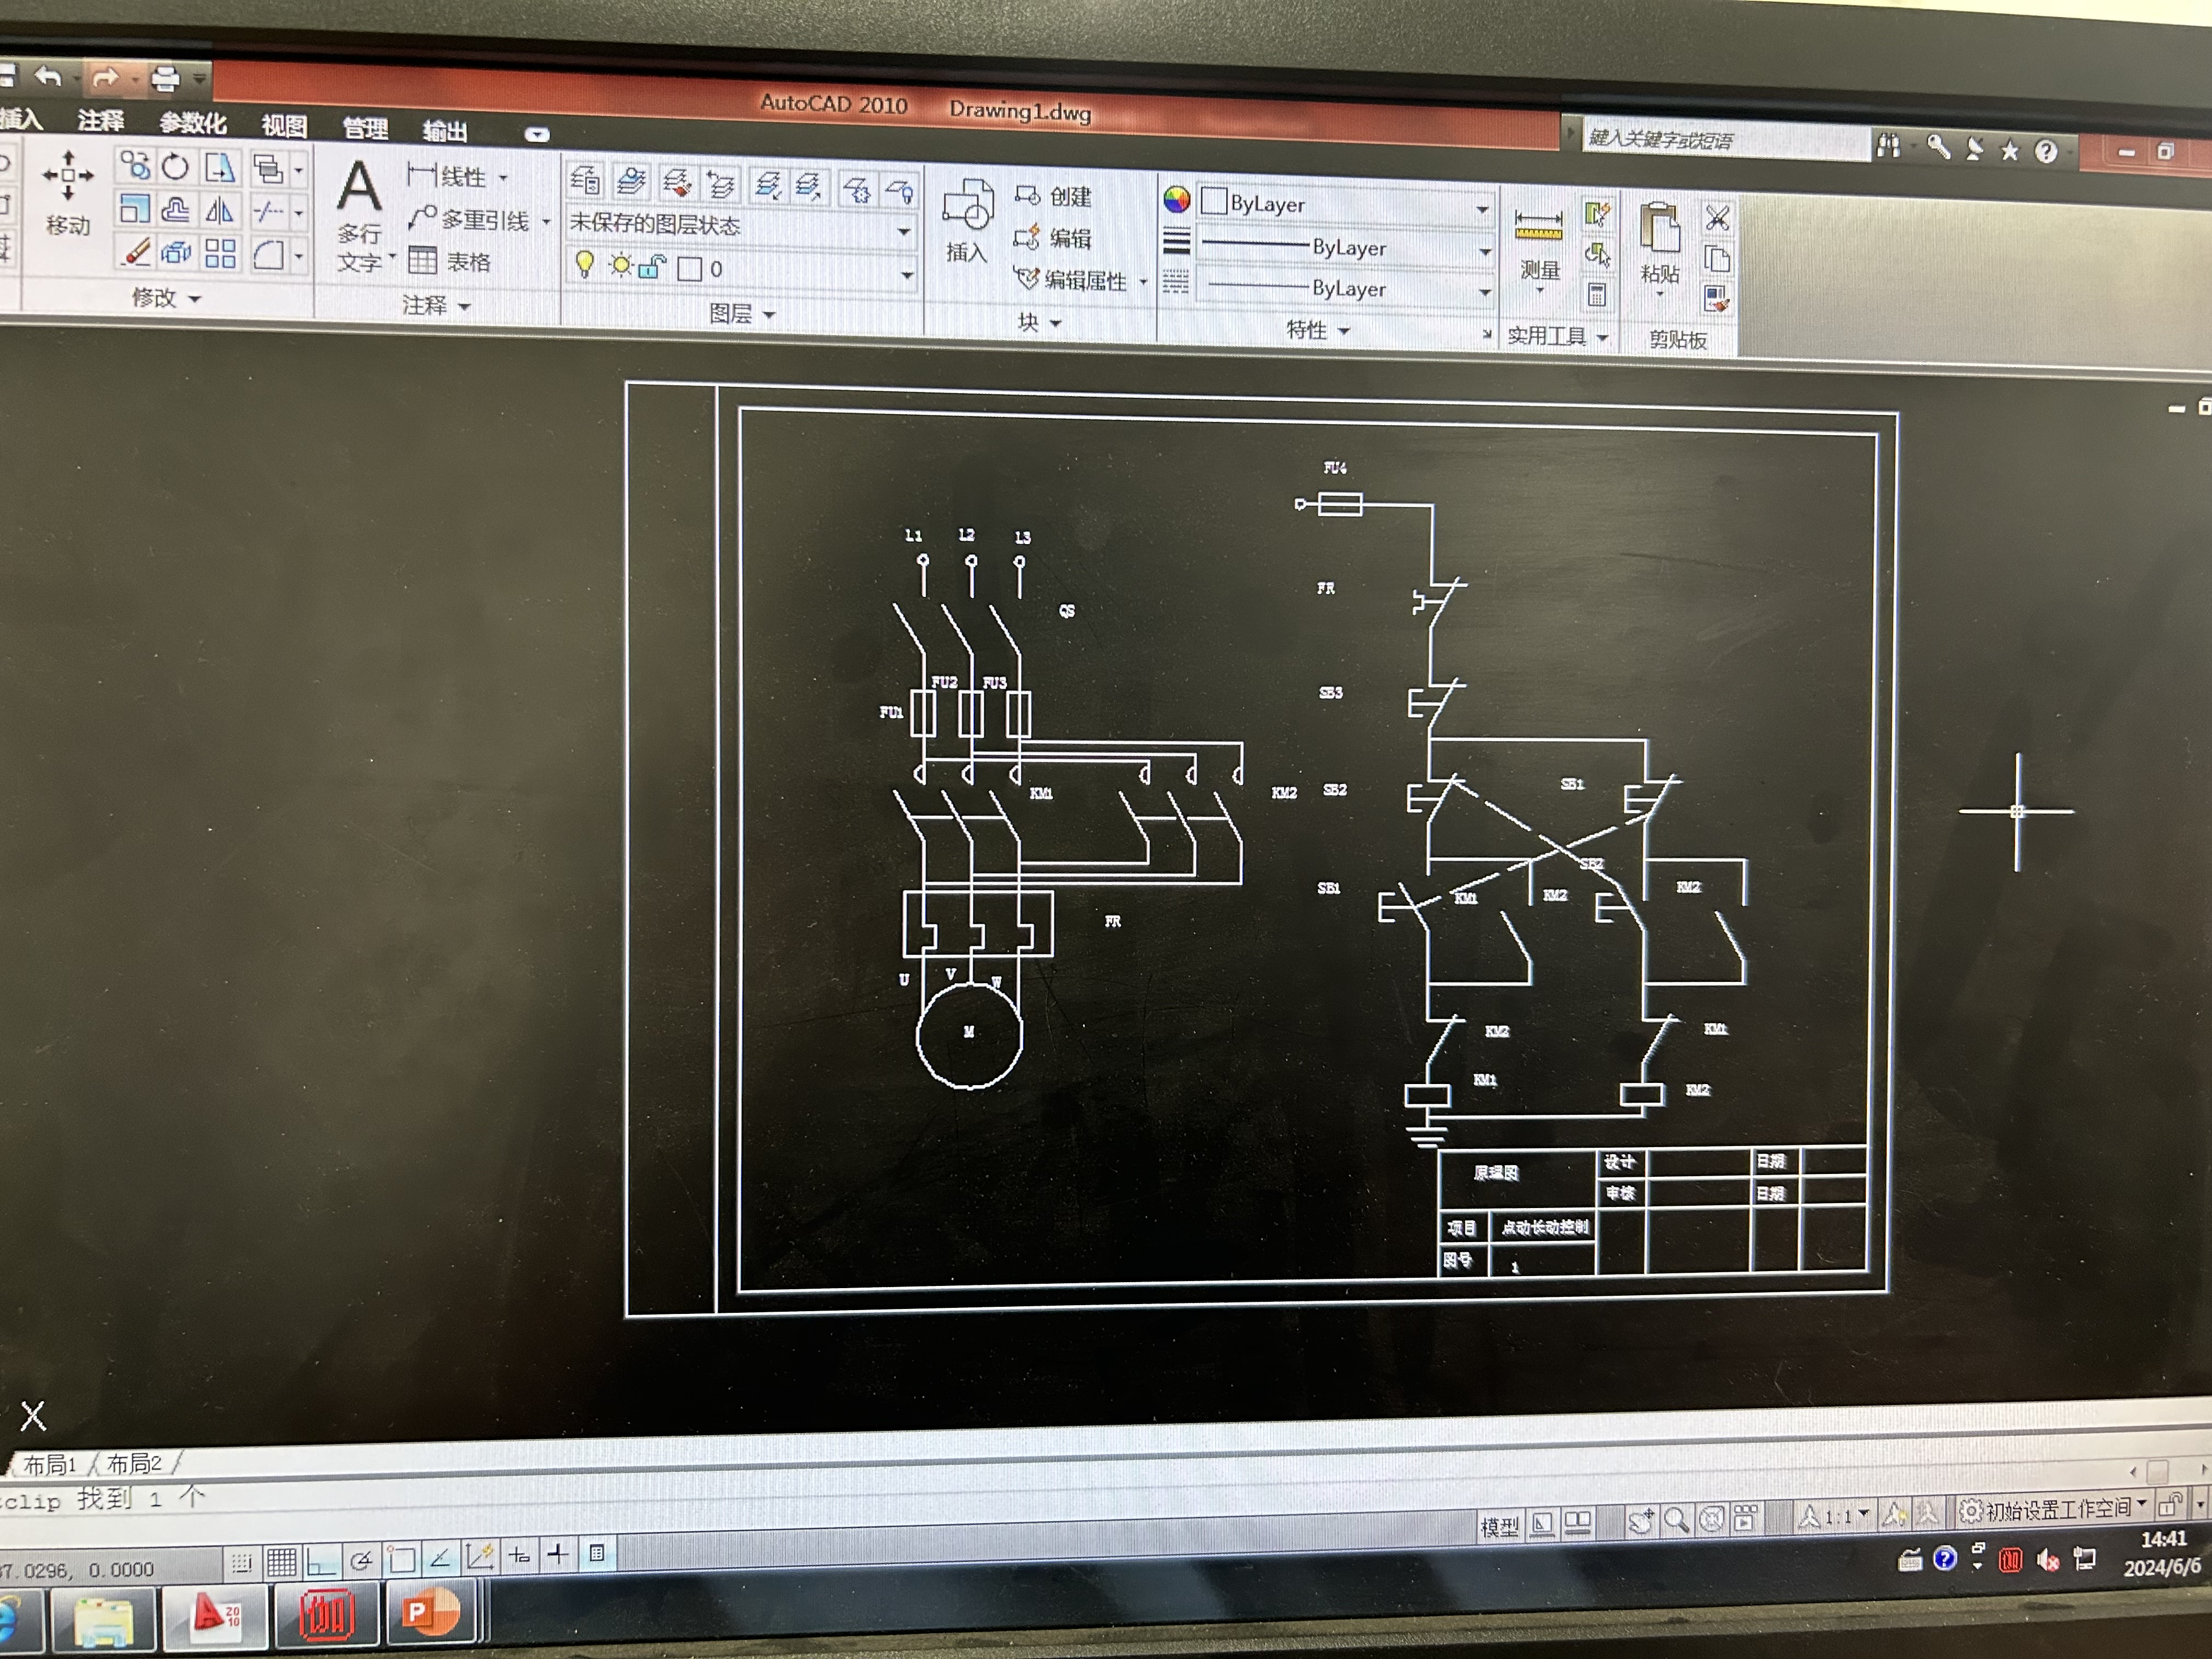 AutoCAD 2010 Drawing1.dwg
键入关键字或短语
插入 注释 参数化 视图 管理 输出
移动
修改
A
多行
文字
线性
多重引线
表格
注释
未保存的图层状态
0
图层
插入
创建
编辑
编辑属性
块
ByLayer
ByLayer
ByLayer
特性
测量
实用工具
粘贴
剪贴板
FU4
L1 L2 L3
FR
QS
FU2 FU3
FU1
SB3
KM1
KM2
SB2
SB1
SB2
SB1
KM1
KM2
KM2
FR
U V W
M
KM2
KM1
KM1
KM2
原理图
设计
日期
审核
日期
项目
点动长动控制
图号
1
X
布局1 布局2
clip 找到 1 个
模型
1:1
初始设置工作空间
7.0296, 0.0000
14:41
2024/6/6
20
10
P